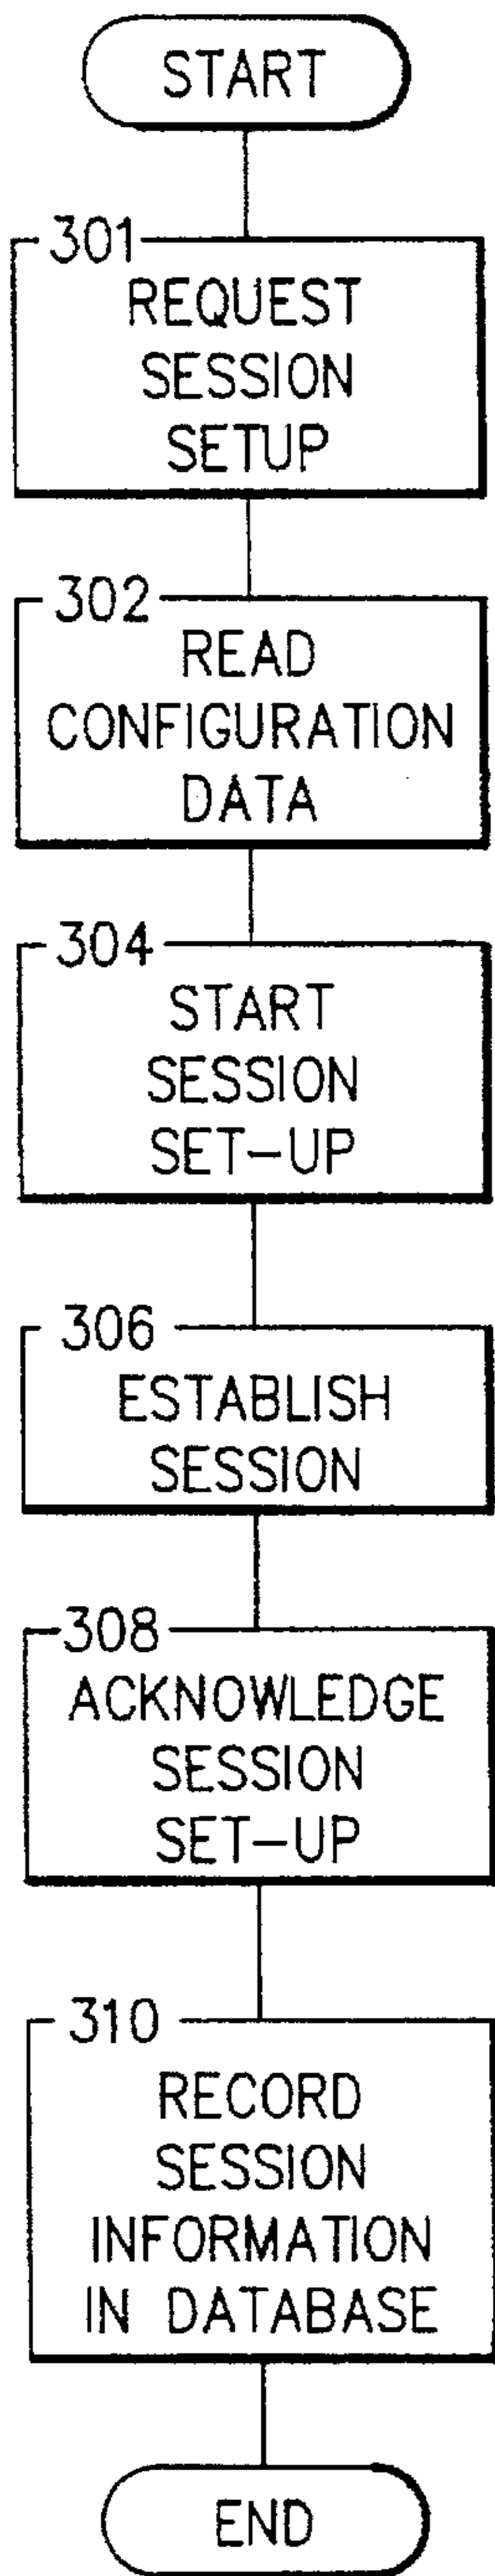 START
301
REQUEST
SESSION
SETUP
302
READ
CONFIGURATION
DATA
304
START
SESSION
SET-UP
306
ESTABLISH
SESSION
308
ACKNOWLEDGE
SESSION
SET-UP
310
RECORD
SESSION
INFORMATION
IN DATABASE
END